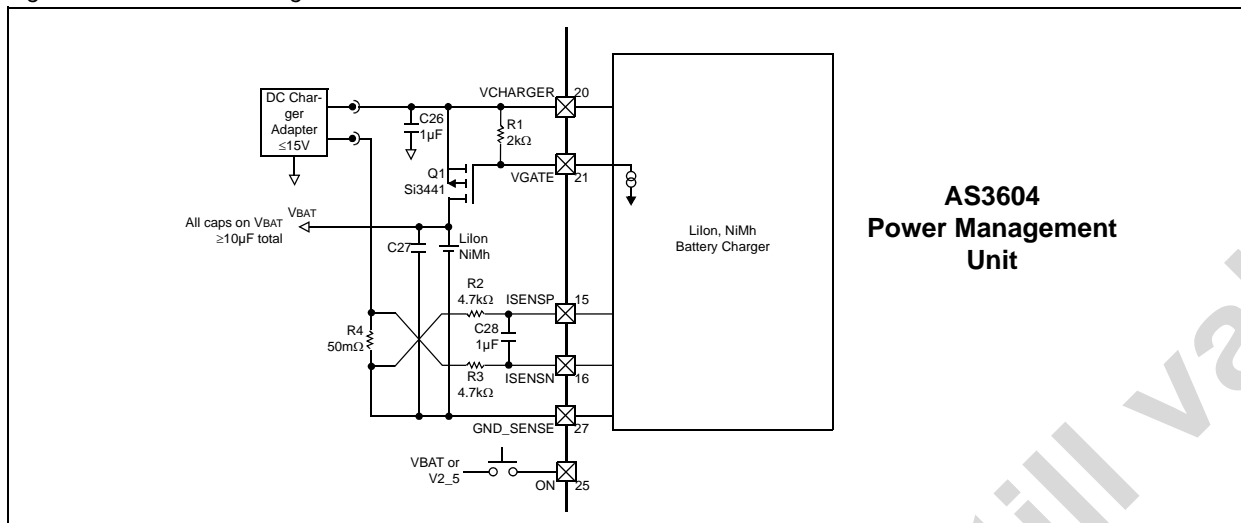 DC Char-
ger
Adapter
≤15V
C26
1µF
VCHARGER
20
R1
2kΩ
Q1
Si3441
VGATE
21
All caps on VBAT
≥10µF total
VBAT
C27
LiIon
NiMh
LiIon, NiMh
Battery Charger
AS3604
Power Management
Unit
R2
4.7kΩ
ISENSP
15
R4
50mΩ
C28
1µF
R3
4.7kΩ
ISENSN
16
GND_SENSE
27
VBAT or
V2_5
ON
25